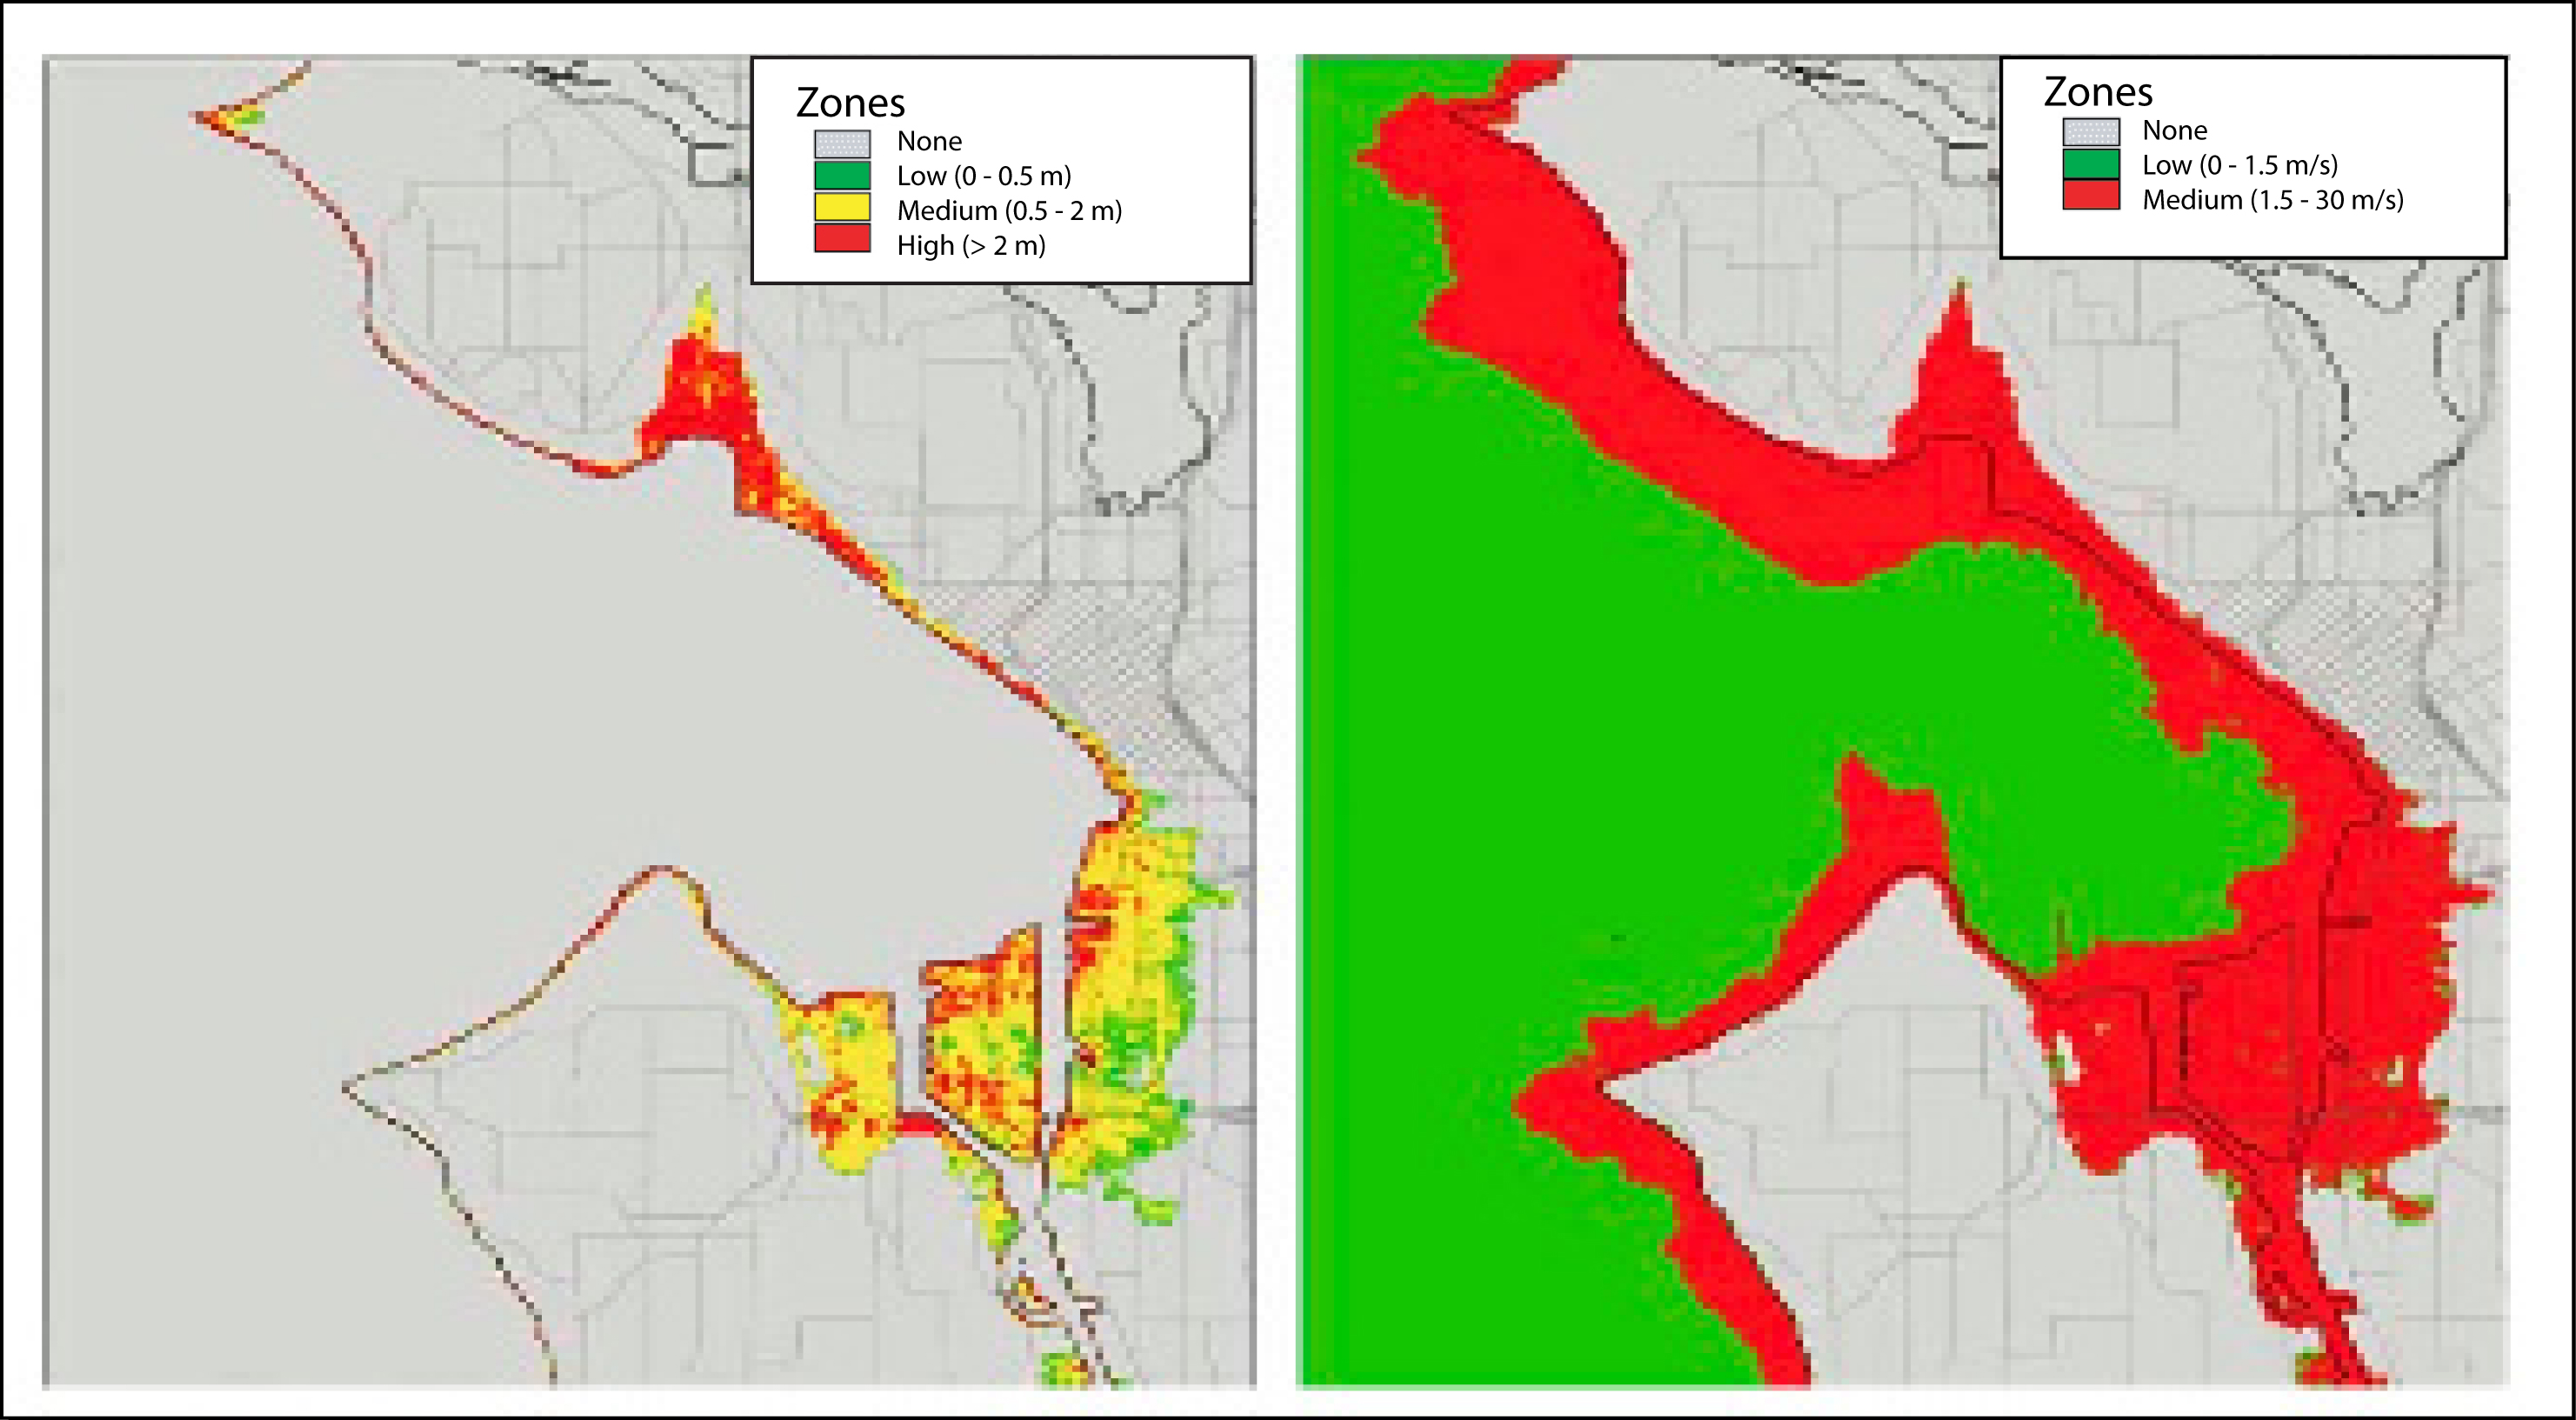 Zones
None
Low (0 - 0.5 m)
Medium (0.5 - 2 m)
High (> 2 m)
Zones
None
Low (0 - 1.5 m/s)
Medium (1.5 - 30 m/s)